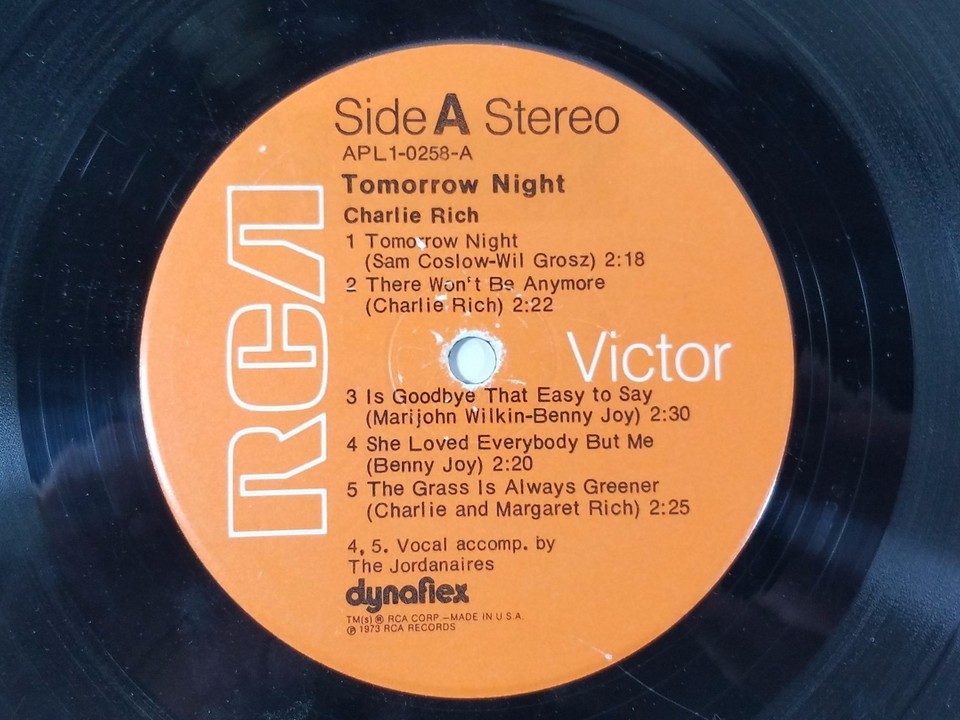 Side A Stereo
APL1-0258-A
Tomorrow Night
Charlie Rich
1 Tomorrow Night
(Sam Coslow-Wil Grosz) 2:18
2 There Won't Be Anymore
(Charlie Rich) 2:22
RCA
Victor
3 Is Goodbye That Easy to Say
(Marijohn Wilkin-Benny Joy) 2:30
4 She Loved Everybody But Me
(Benny Joy) 2:20
5 The Grass Is Always Greener
(Charlie and Margaret Rich) 2:25
4, 5. Vocal accomp. by
The Jordanaires
dynaflex
TM(s) ® RCA CORP.—MADE IN U.S.A.
℗ 1973 RCA RECORDS